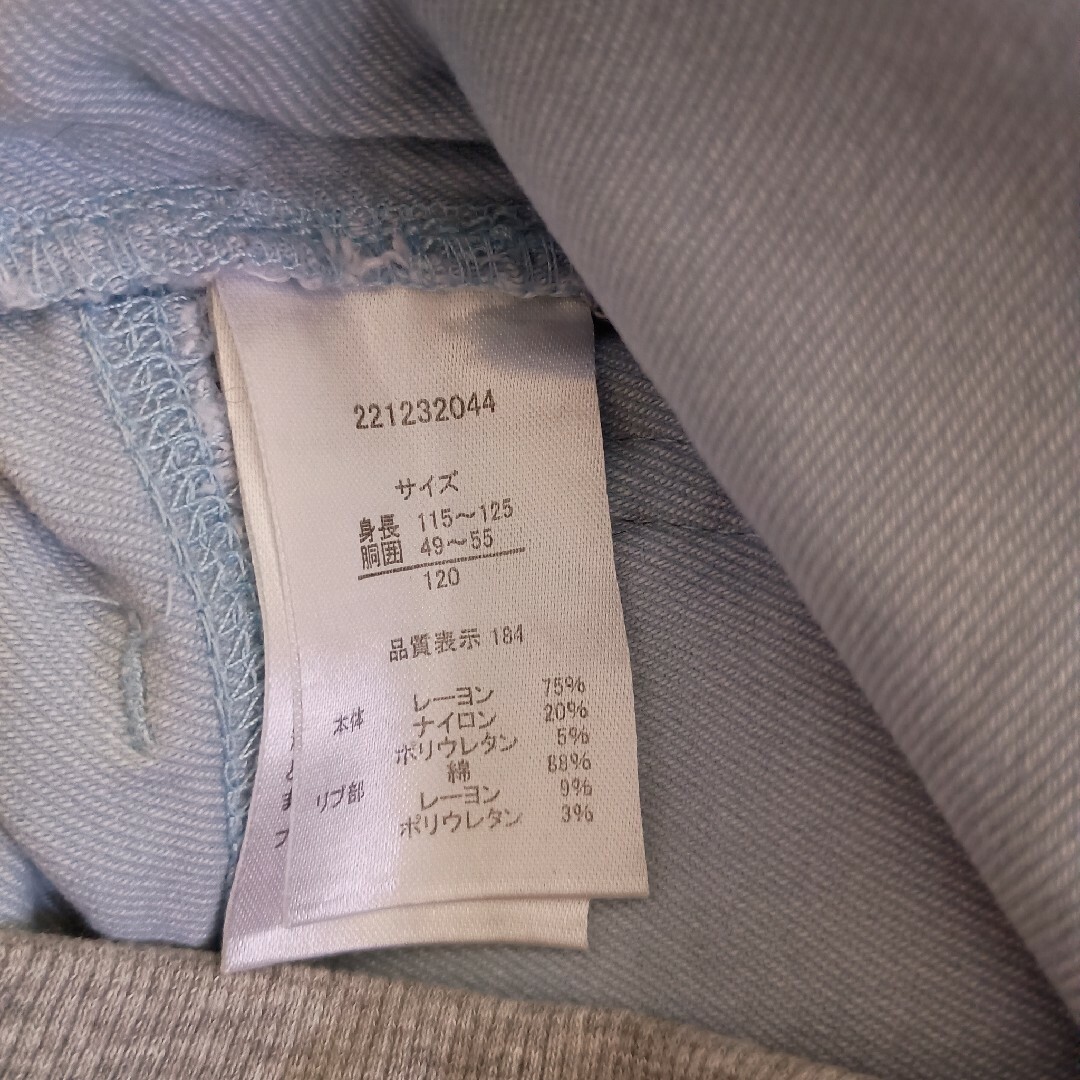 221232044
サイズ
身長 115～125
胴囲 49～55
120
品質表示 184
レーヨン 75%
本体 ナイロン 20%
ポリウレタン 5%
綿 88%
リブ部 レーヨン 9%
ポリウレタン 3%